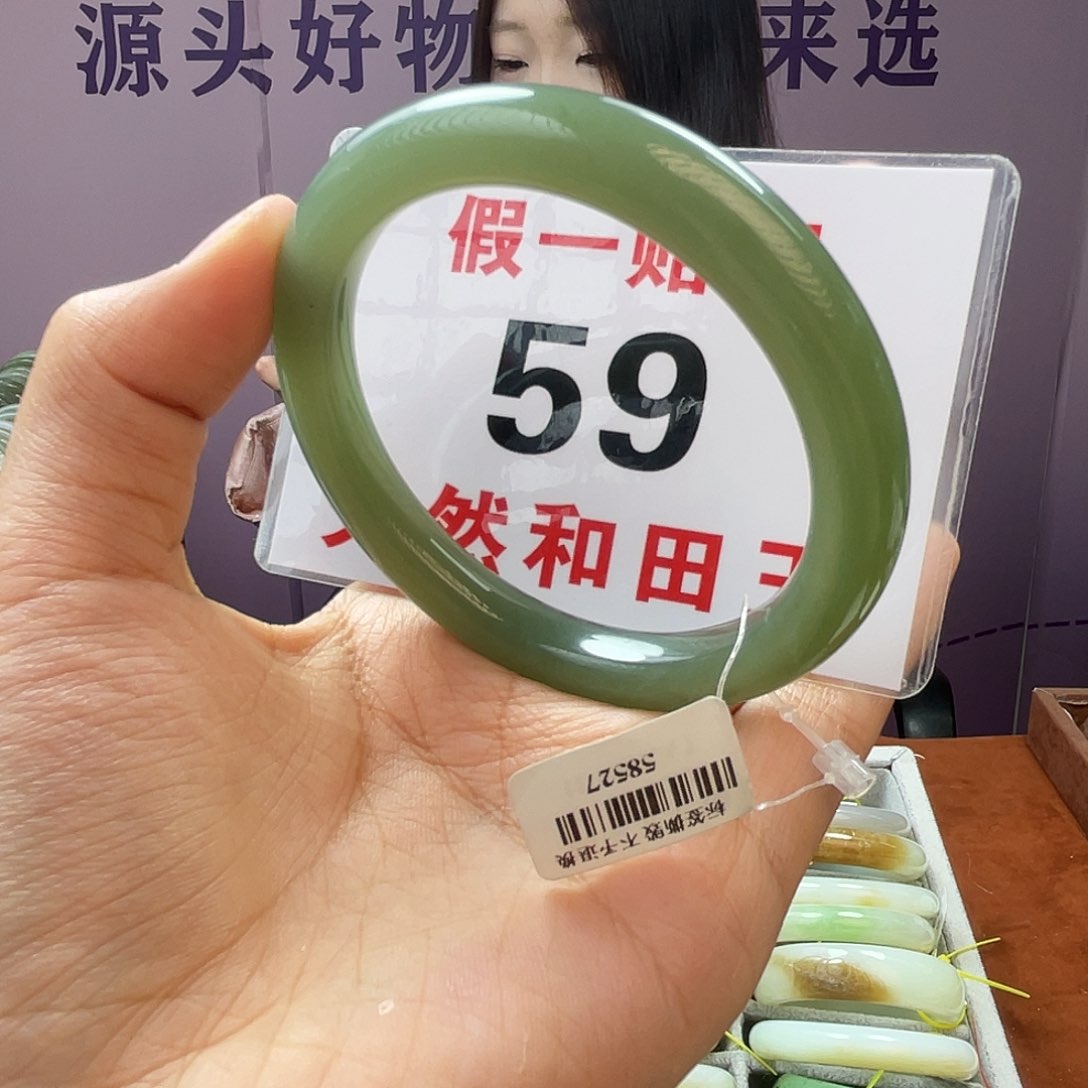 源头好物 来选
假一贴
59
然和田
58527
标签撕毁 不予退换